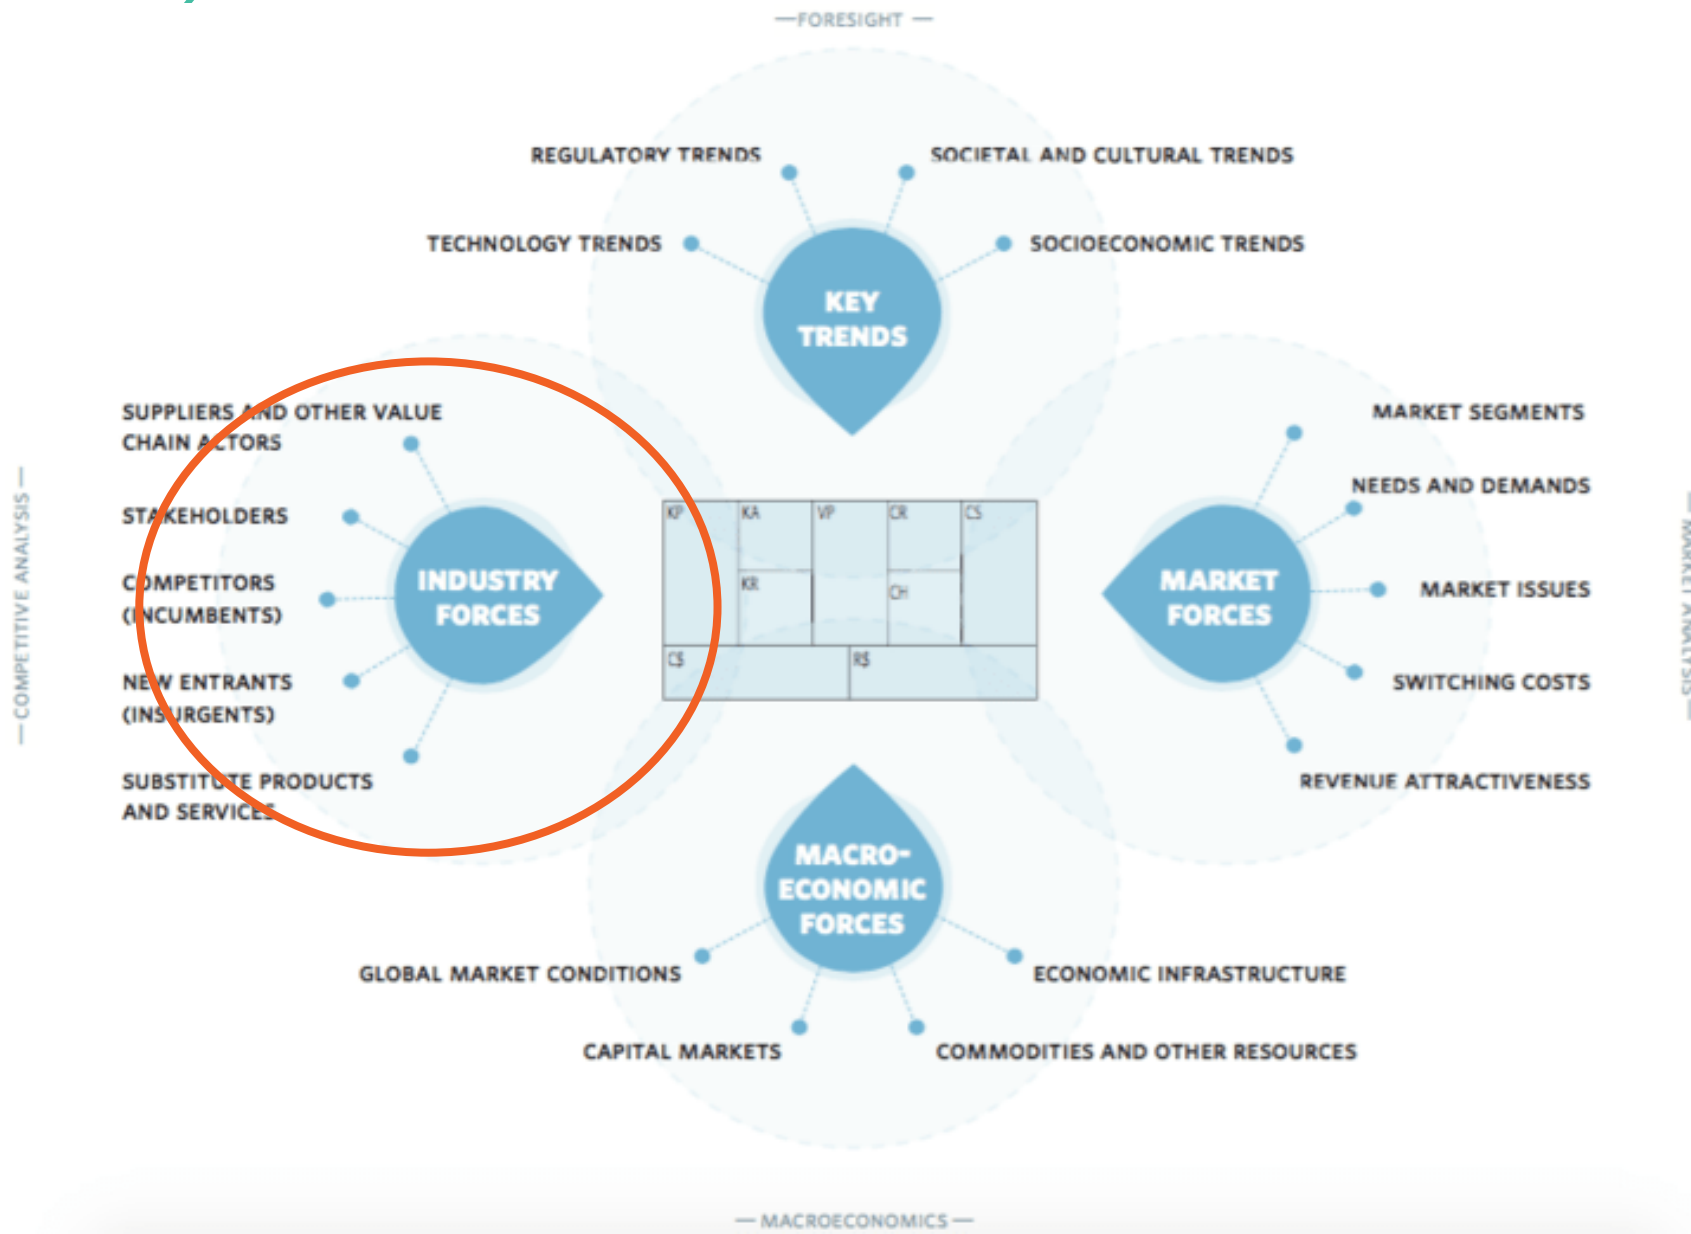 —FORESIGHT —
REGULATORY TRENDS
SOCIETAL AND CULTURAL TRENDS
TECHNOLOGY TRENDS
SOCIOECONOMIC TRENDS
KEY
TRENDS
— COMPETITIVE ANALYSIS —
SUPPLIERS AND OTHER VALUE
CHAIN ACTORS
STAKEHOLDERS
COMPETITORS
(INCUMBENTS)
NEW ENTRANTS
(INSURGENTS)
SUBSTITUTE PRODUCTS
AND SERVICES
INDUSTRY
FORCES
KP
KA
VP
CR
CS
KR
CH
C$
R$
MARKET
FORCES
MARKET SEGMENTS
NEEDS AND DEMANDS
MARKET ISSUES
SWITCHING COSTS
REVENUE ATTRACTIVENESS
— MARKET ANALYSIS —
MACRO-
ECONOMIC
FORCES
GLOBAL MARKET CONDITIONS
ECONOMIC INFRASTRUCTURE
CAPITAL MARKETS
COMMODITIES AND OTHER RESOURCES
— MACROECONOMICS —